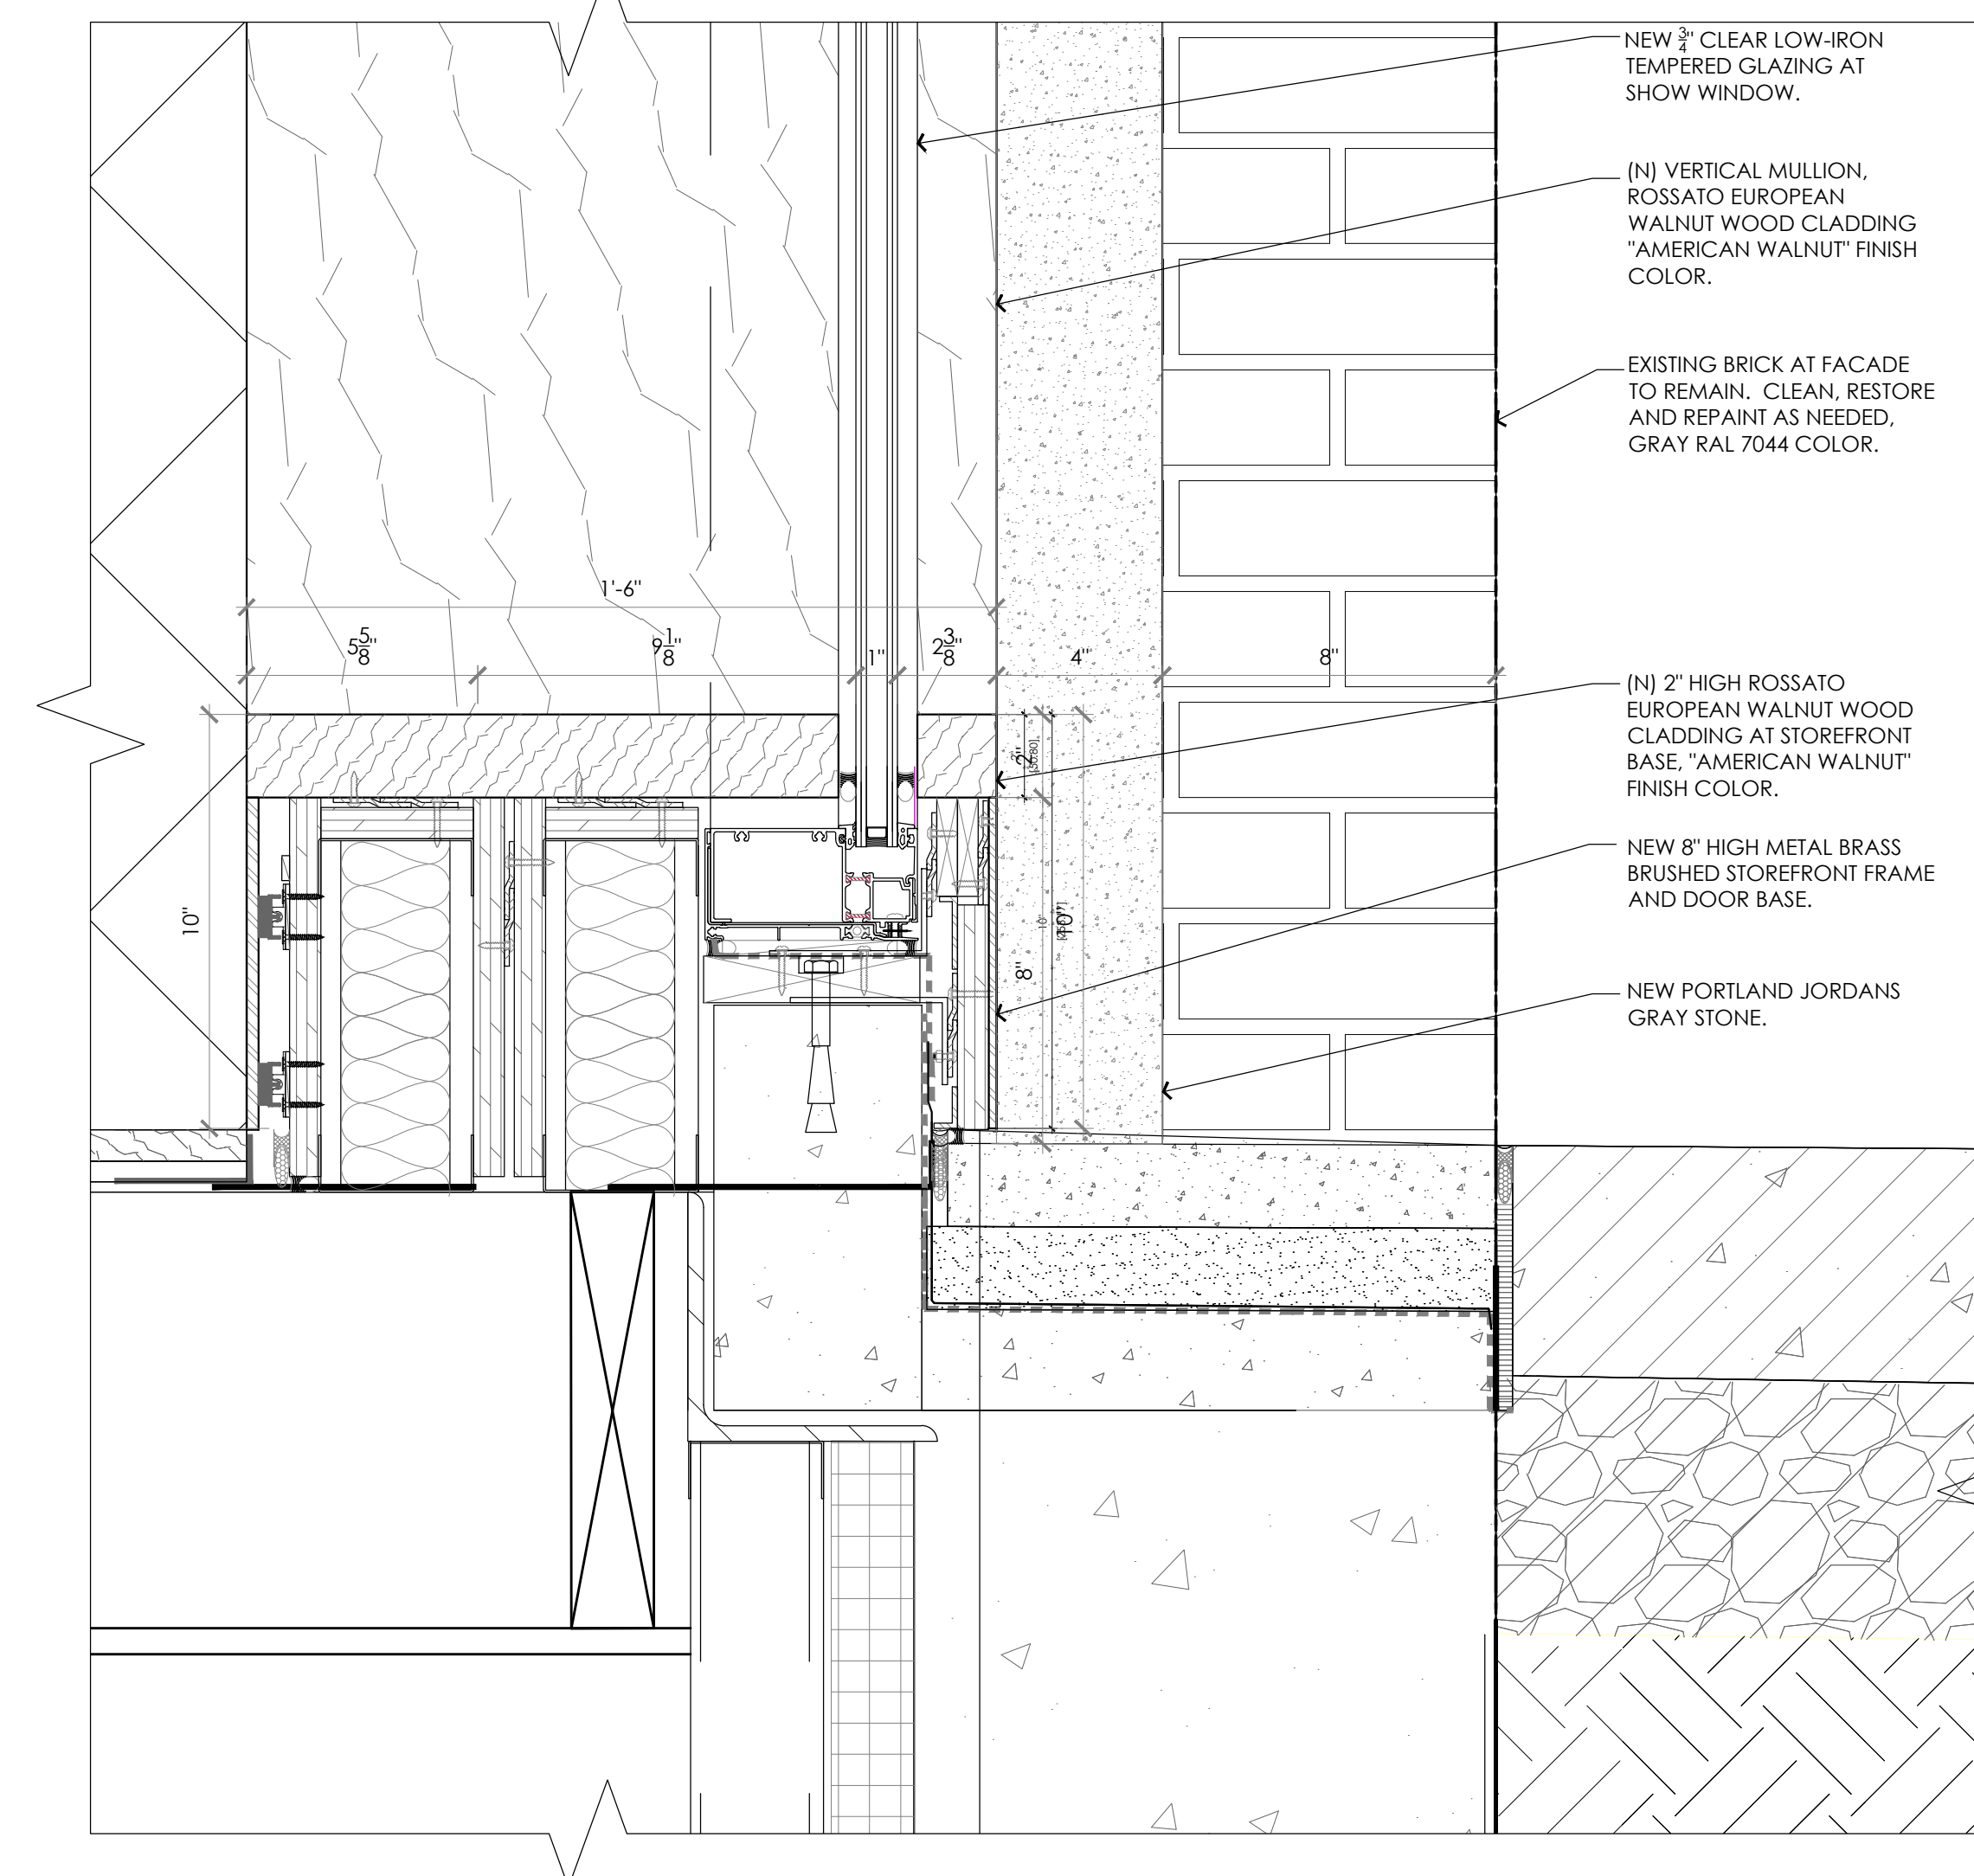 NEW 3/4" CLEAR LOW-IRON
TEMPERED GLAZING AT
SHOW WINDOW.
(N) VERTICAL MULLION,
ROSSATO EUROPEAN
WALNUT WOOD CLADDING
"AMERICAN WALNUT" FINISH
COLOR.
EXISTING BRICK AT FACADE
TO REMAIN.  CLEAN, RESTORE
AND REPAINT AS NEEDED,
GRAY RAL 7044 COLOR.
1'-6"
5 5/8"
9 1/8"
1"
2 3/8"
4"
8"
(N) 2" HIGH ROSSATO
EUROPEAN WALNUT WOOD
CLADDING AT STOREFRONT
BASE, "AMERICAN WALNUT"
FINISH COLOR.
2"
2"
[50.80]
NEW 8" HIGH METAL BRASS
BRUSHED STOREFRONT FRAME
AND DOOR BASE.
10"
8"
10"
10"
NEW PORTLAND JORDANS
GRAY STONE.